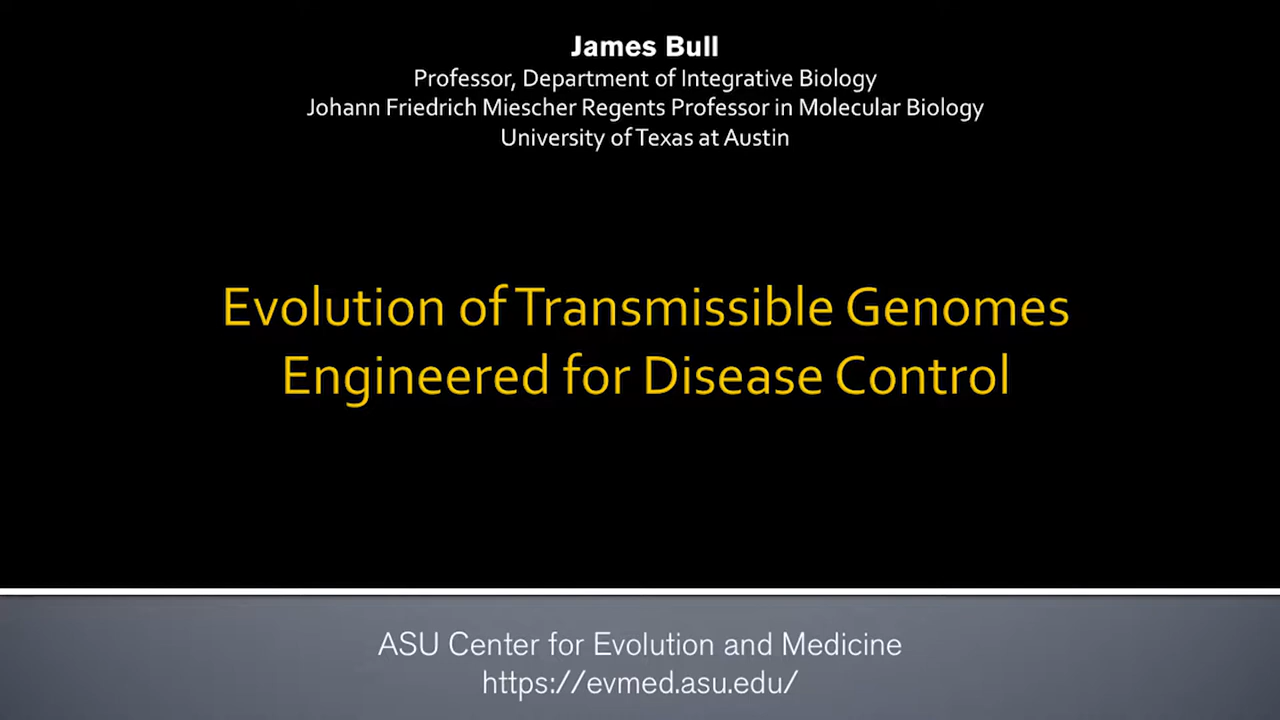 James Bull
Professor, Department of Integrative Biology
Johann Friedrich Miescher Regents Professor in Molecular Biology
University of Texas at Austin
Evolution of Transmissible Genomes
Engineered for Disease Control
ASU Center for Evolution and Medicine
https://evmed.asu.edu/